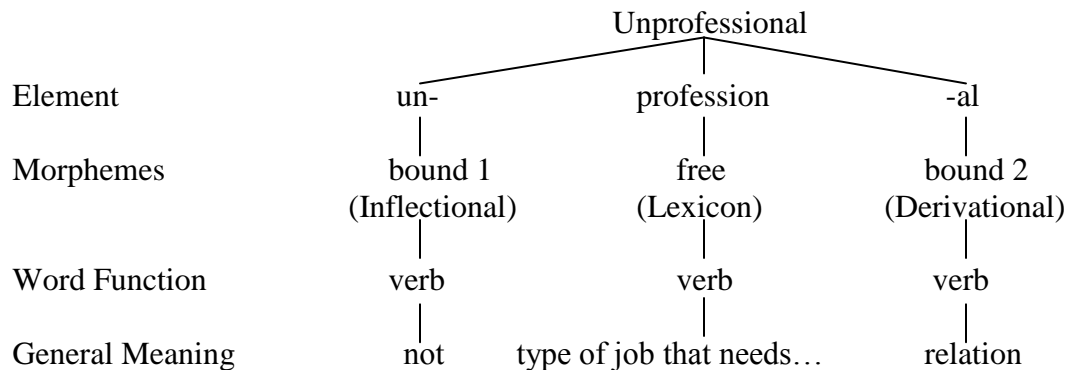 Unprofessional
Element un- profession -al
Morphemes bound 1 free bound 2
(Inflectional) (Lexicon) (Derivational)
Word Function verb verb verb
General Meaning not type of job that needs… relation